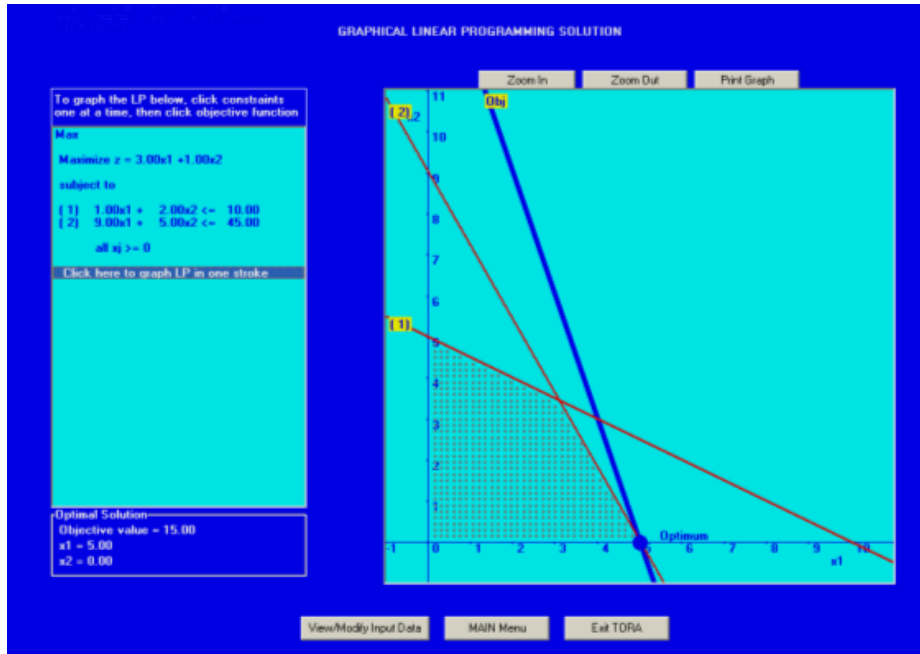 GRAPHICAL LINEAR PROGRAMMING SOLUTION
Zoom In Zoom Out Print Graph
To graph the LP below, click constraints
one at a time, then click objective function
Max
Maximize z = 3.00x1 +1.00x2
subject to
( 1) 1.00x1 + 2.00x2 <= 10.00
( 2) 9.00x1 + 5.00x2 <= 45.00
all xj >= 0
Click here to graph LP in one stroke
Optimal Solution
Objective value = 15.00
x1 = 5.00
x2 = 0.00
11
Obj
( 2)
x2
10
9
8
7
6
( 1)
5
4
3
2
1
Optimum
-1 0 1 2 3 4 5 6 7 8 9 10
x1
View/Modify Input Data MAIN Menu Exit TORA